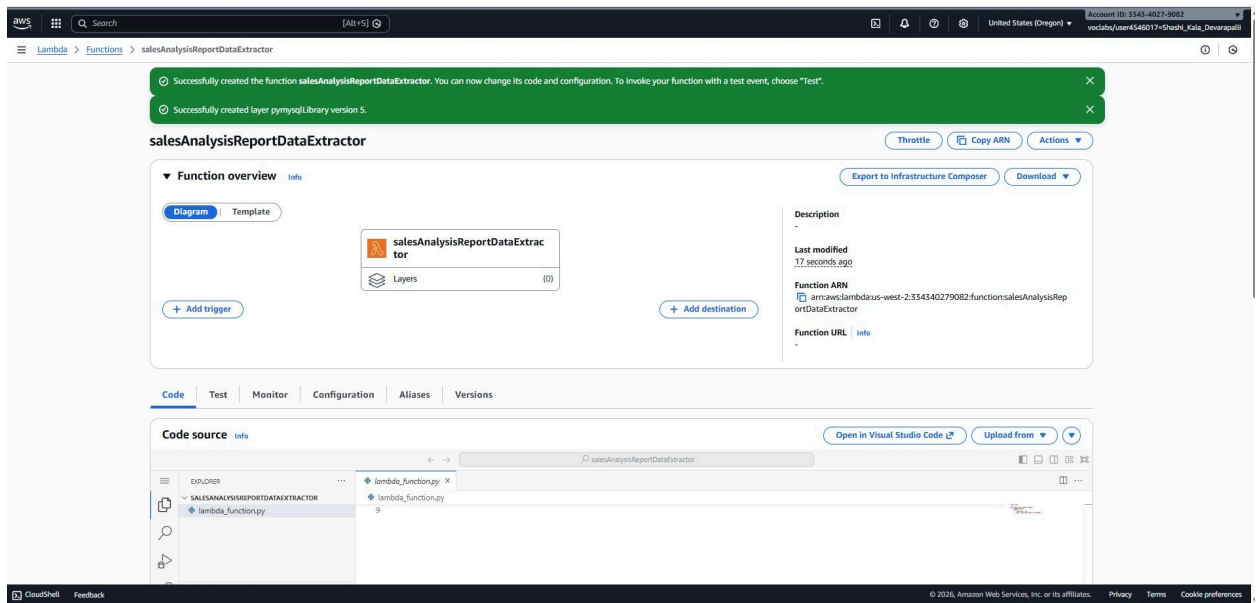 aws
Search [Alt+S]
United States (Oregon)
Account ID: 3343-4027-9082
voclabs/user4546017=Shashi_Kala_Devarapalli
Lambda > Functions > salesAnalysisReportDataExtractor
Successfully created the function salesAnalysisReportDataExtractor. You can now change its code and configuration. To invoke your function with a test event, choose "Test".
Successfully created layer pymysqlLibrary version 5.
salesAnalysisReportDataExtractor
Throttle Copy ARN Actions
Function overview Info
Export to Infrastructure Composer Download
Diagram Template
salesAnalysisReportDataExtrac
tor
Layers (0)
+ Add trigger
+ Add destination
Description
-
Last modified
17 seconds ago
Function ARN
arn:aws:lambda:us-west-2:334340279082:function:salesAnalysisRep
ortDataExtractor
Function URL Info
-
Code Test Monitor Configuration Aliases Versions
Code source Info
Open in Visual Studio Code Upload from
salesAnalysisReportDataExtractor
EXPLORER
lambda_function.py
SALESANALYSISREPORTDATAEXTRACTOR
lambda_function.py
lambda_function.py
9
CloudShell Feedback
© 2026, Amazon Web Services, Inc. or its affiliates. Privacy Terms Cookie preferences